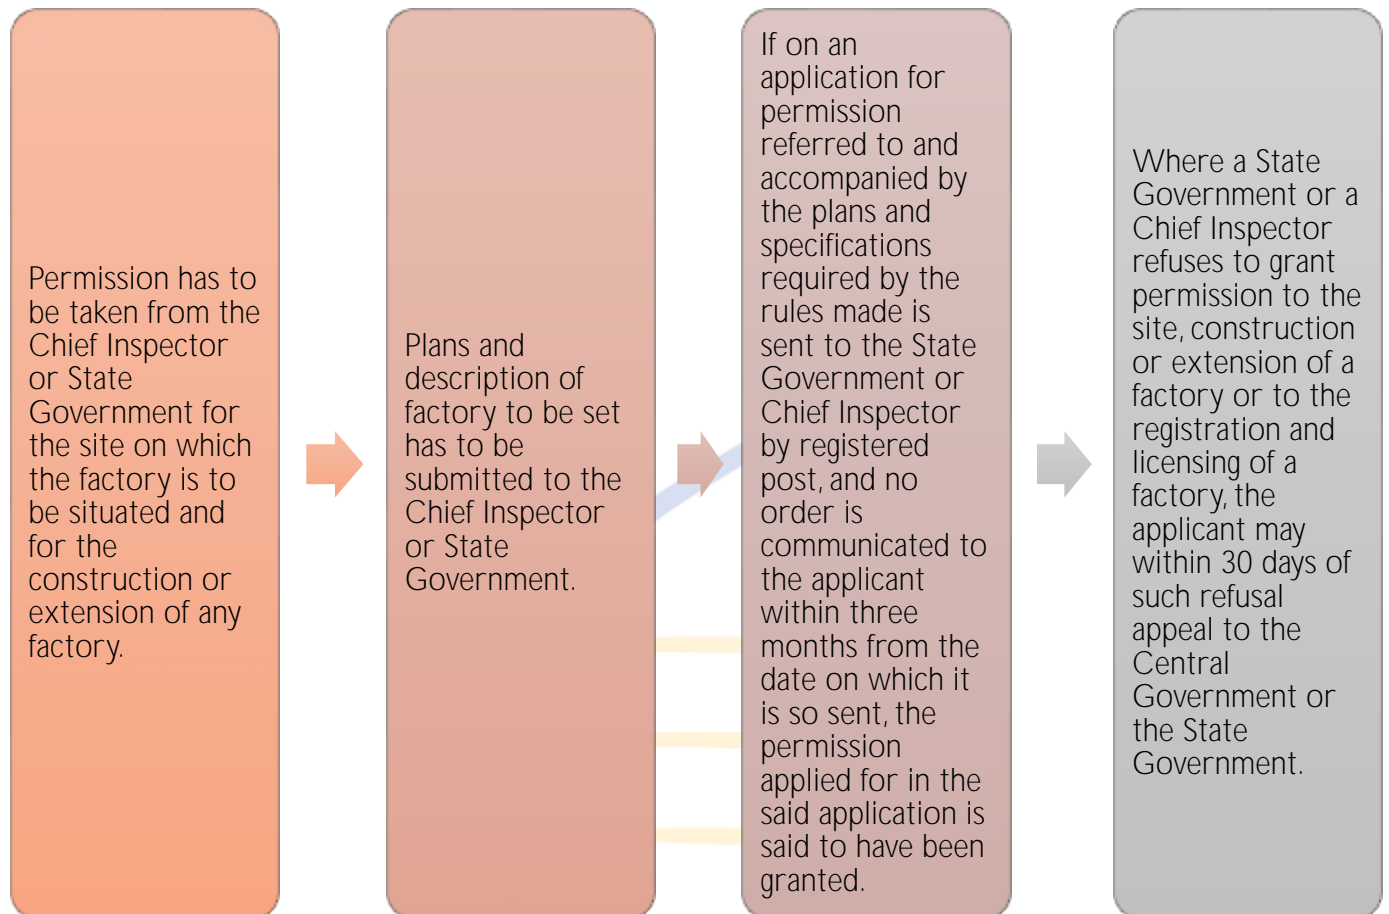 Permission has to
be taken from the
Chief Inspector
or State
Government for
the site on which
the factory is to
be situated and
for the
construction or
extension of any
factory.
Plans and
description of
factory to be set
has to be
submitted to the
Chief Inspector
or State
Government.
If on an
application for
permission
referred to and
accompanied by
the plans and
specifications
required by the
rules made is
sent to the State
Government or
Chief Inspector
by registered
post, and no
order is
communicated to
the applicant
within three
months from the
date on which it
is so sent, the
permission
applied for in the
said application is
said to have been
granted.
Where a State
Government or a
Chief Inspector
refuses to grant
permission to the
site, construction
or extension of a
factory or to the
registration and
licensing of a
factory, the
applicant may
within 30 days of
such refusal
appeal to the
Central
Government or
the State
Government.